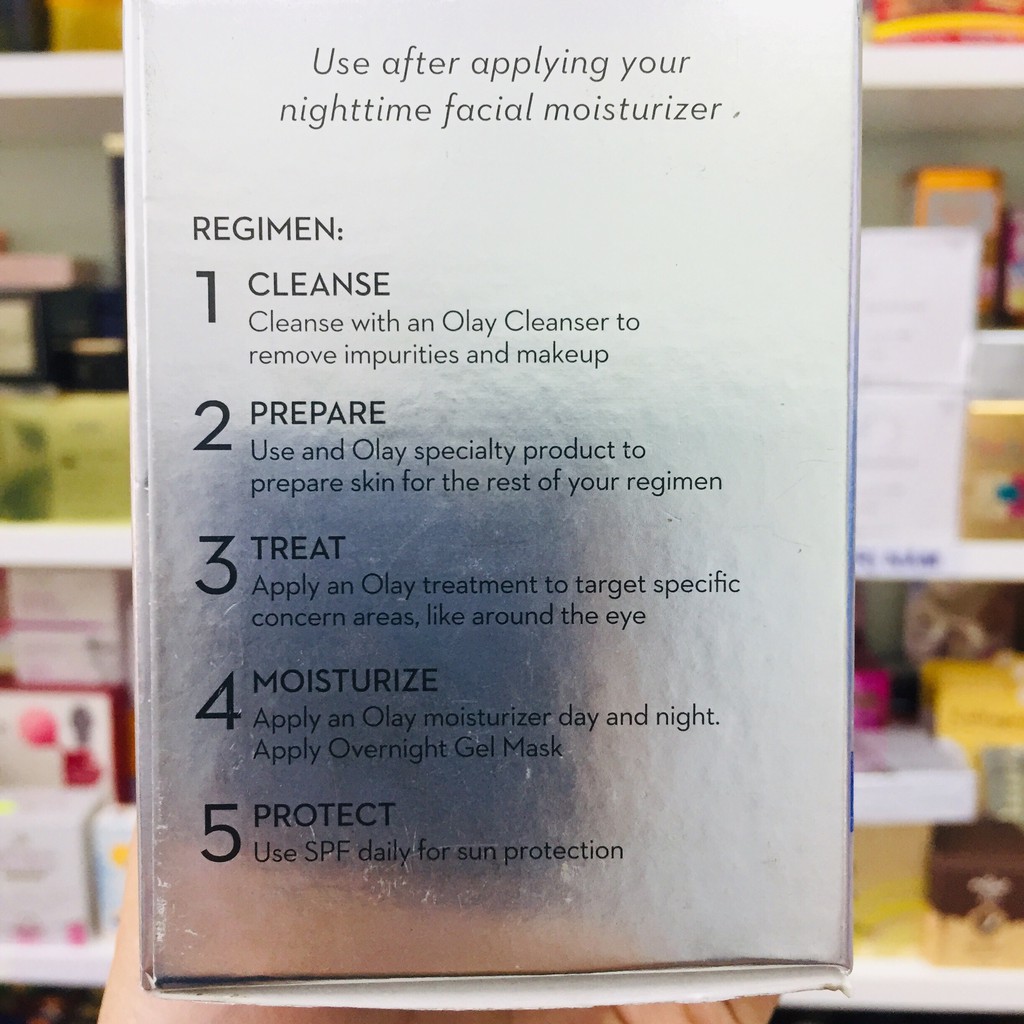 Use after applying your
nighttime facial moisturizer .
REGIMEN:
1 CLEANSE
Cleanse with an Olay Cleanser to
remove impurities and makeup
2 PREPARE
Use and Olay specialty product to
prepare skin for the rest of your regimen
3 TREAT
Apply an Olay treatment to target specific
concern areas, like around the eye
4 MOISTURIZE
Apply an Olay moisturizer day and night.
Apply Overnight Gel Mask
5 PROTECT
Use SPF daily for sun protection